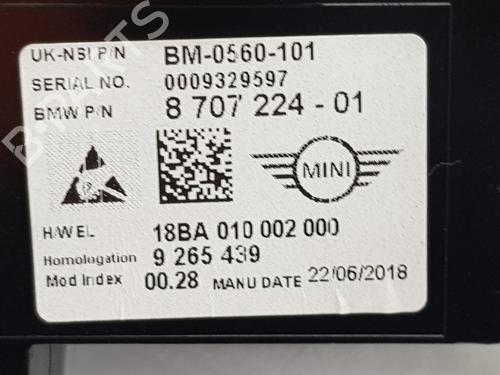 UK-NSI P/N BM-0560-101
SERIAL NO. 0009329597
BMW P/N 8 707 224 - 01
MINI
H/W EL 18BA 010 002 000
Homologation 9 265 439
Mod Index 00.28 MANU DATE 22/06/2018
B-PARTS